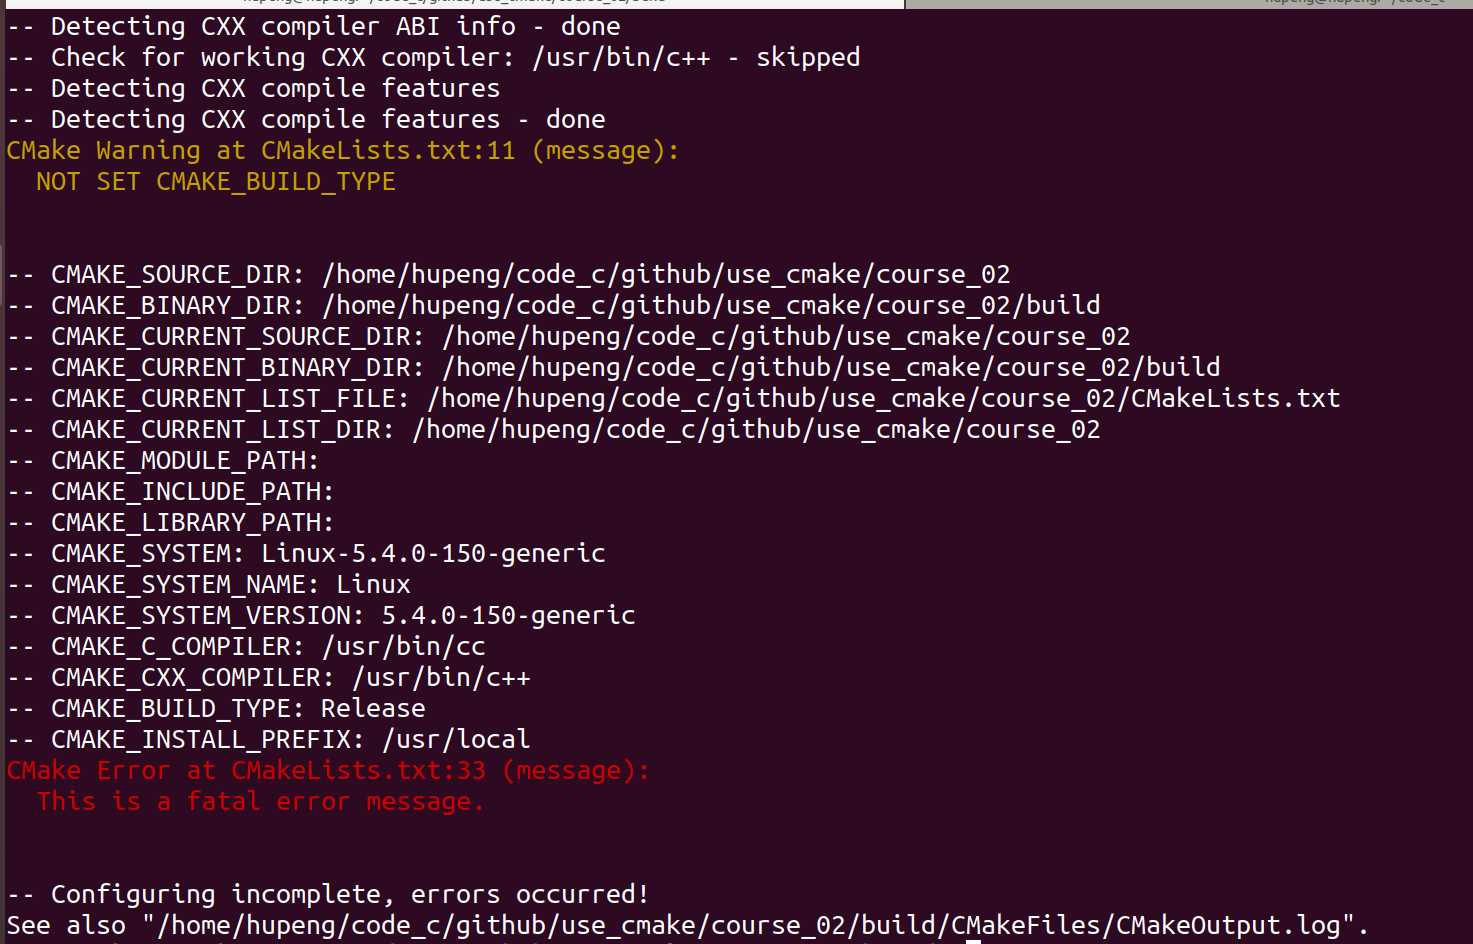 -- Detecting CXX compiler ABI info - done
-- Check for working CXX compiler: /usr/bin/c++ - skipped
-- Detecting CXX compile features
-- Detecting CXX compile features - done
CMake Warning at CMakeLists.txt:11 (message):
  NOT SET CMAKE_BUILD_TYPE
-- CMAKE_SOURCE_DIR: /home/hupeng/code_c/github/use_cmake/course_02
-- CMAKE_BINARY_DIR: /home/hupeng/code_c/github/use_cmake/course_02/build
-- CMAKE_CURRENT_SOURCE_DIR: /home/hupeng/code_c/github/use_cmake/course_02
-- CMAKE_CURRENT_BINARY_DIR: /home/hupeng/code_c/github/use_cmake/course_02/build
-- CMAKE_CURRENT_LIST_FILE: /home/hupeng/code_c/github/use_cmake/course_02/CMakeLists.txt
-- CMAKE_CURRENT_LIST_DIR: /home/hupeng/code_c/github/use_cmake/course_02
-- CMAKE_MODULE_PATH:
-- CMAKE_INCLUDE_PATH:
-- CMAKE_LIBRARY_PATH:
-- CMAKE_SYSTEM: Linux-5.4.0-150-generic
-- CMAKE_SYSTEM_NAME: Linux
-- CMAKE_SYSTEM_VERSION: 5.4.0-150-generic
-- CMAKE_C_COMPILER: /usr/bin/cc
-- CMAKE_CXX_COMPILER: /usr/bin/c++
-- CMAKE_BUILD_TYPE: Release
-- CMAKE_INSTALL_PREFIX: /usr/local
CMake Error at CMakeLists.txt:33 (message):
  This is a fatal error message.
-- Configuring incomplete, errors occurred!
See also "/home/hupeng/code_c/github/use_cmake/course_02/build/CMakeFiles/CMakeOutput.log".